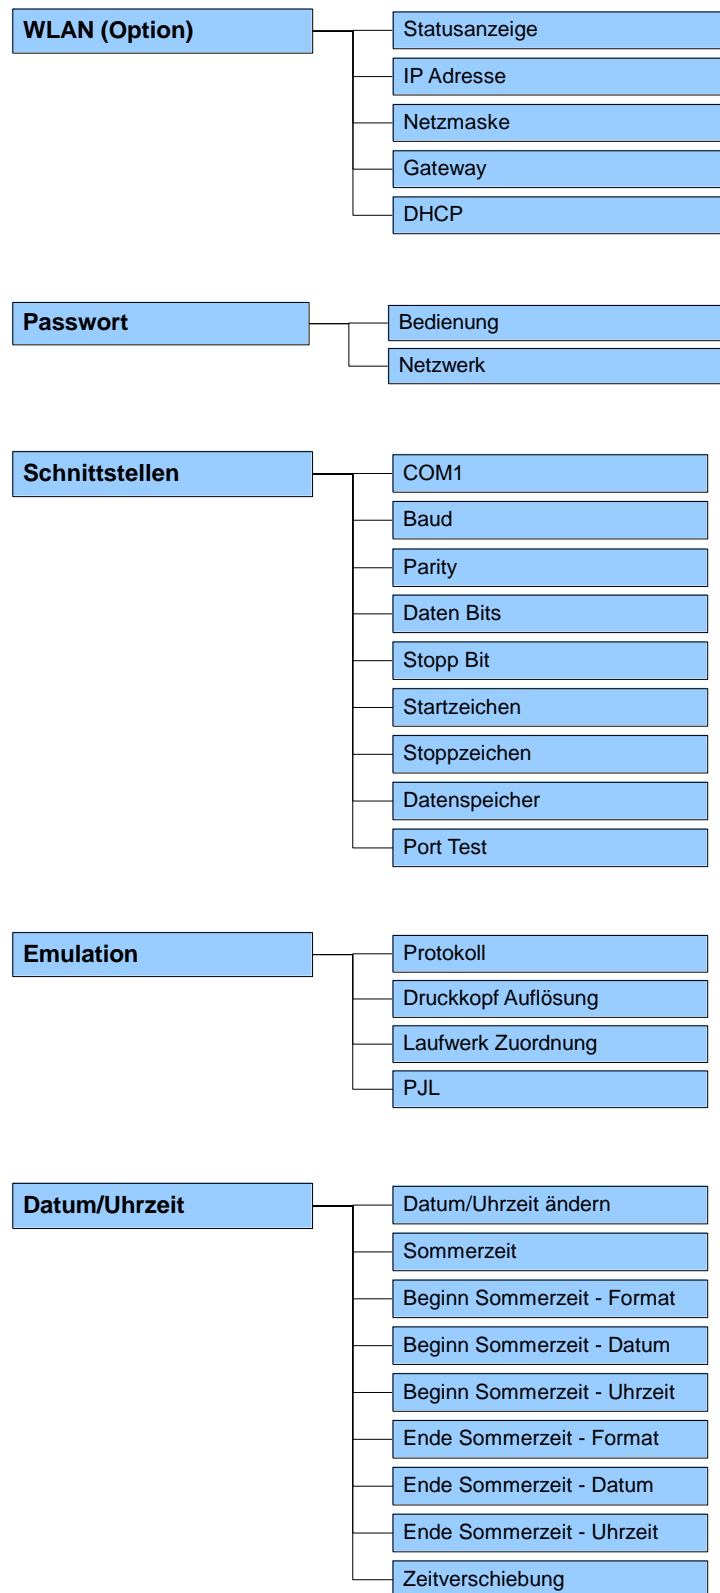 WLAN (Option)
Statusanzeige
IP Adresse
Netzmaske
Gateway
DHCP
Passwort
Bedienung
Netzwerk
Schnittstellen
COM1
Baud
Parity
Daten Bits
Stopp Bit
Startzeichen
Stoppzeichen
Datenspeicher
Port Test
Emulation
Protokoll
Druckkopf Auflösung
Laufwerk Zuordnung
PJL
Datum/Uhrzeit
Datum/Uhrzeit ändern
Sommerzeit
Beginn Sommerzeit - Format
Beginn Sommerzeit - Datum
Beginn Sommerzeit - Uhrzeit
Ende Sommerzeit - Format
Ende Sommerzeit - Datum
Ende Sommerzeit - Uhrzeit
Zeitverschiebung